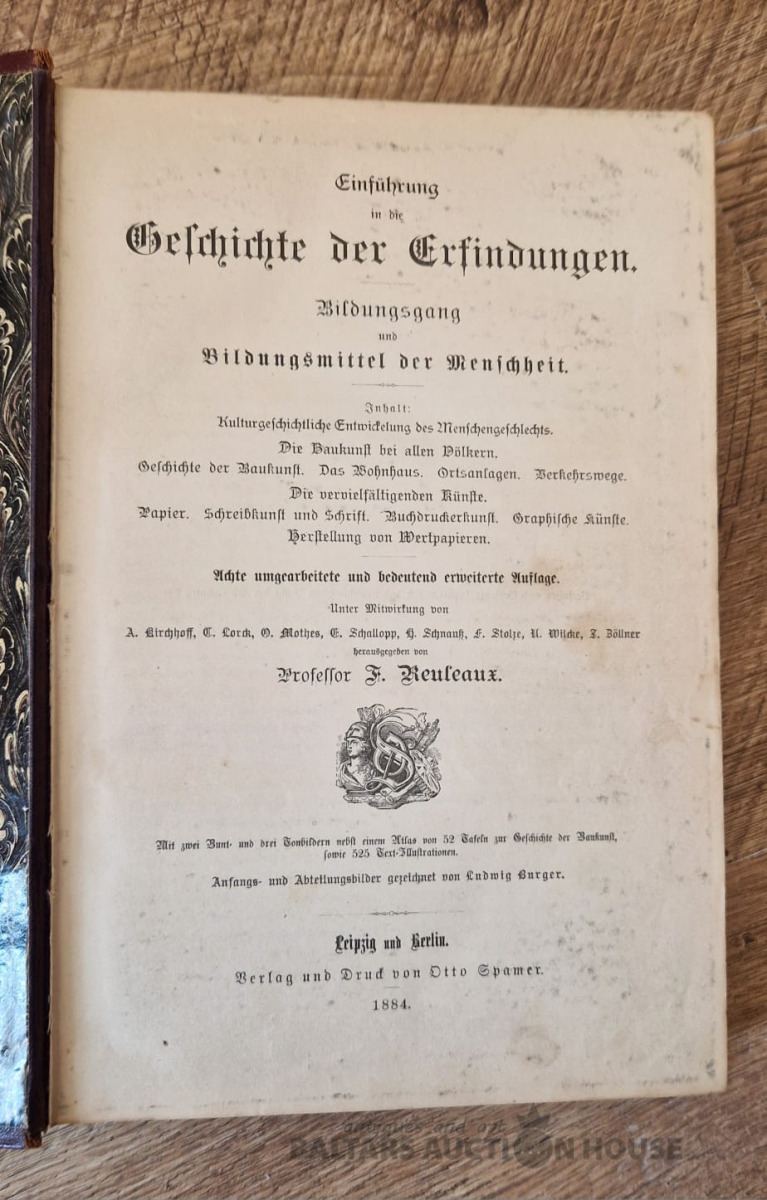 Einführung
in die
Geſchichte der Erfindungen.
Bildungsgang
und
Bildungsmittel der Menſchheit.
Inhalt:
Kulturgeſchichtliche Entwickelung des Menſchengeſchlechts.
Die Baukunſt bei allen Völkern.
Geſchichte der Baukunſt. Das Wohnhaus. Ortsanlagen. Verkehrswege.
Die vervielfältigenden Künſte.
Papier. Schreibkunſt und Schrift. Buchdruckerkunſt. Graphiſche Künſte.
Herſtellung von Wertpapieren.
Achte umgearbeitete und bedeutend erweiterte Auflage.
Unter Mitwirkung von
A. Kirchhoff, C. Lorck, O. Mothes, E. Schallopp, H. Schnauß, F. Stolze, U. Wilcke, J. Zöllner
herausgegeben von
Profeſſor F. Reuleaux.
Mit zwei Bunt- und drei Tonbildern nebſt einem Atlas von 52 Tafeln zur Geſchichte der Baukunſt,
ſowie 525 Text-Illuſtrationen.
Anfangs- und Abteilungsbilder gezeichnet von Ludwig Burger.
Leipzig und Berlin.
Verlag und Druck von Otto Spamer.
1884.
antiques and art
BALTARS AUCTION HOUSE